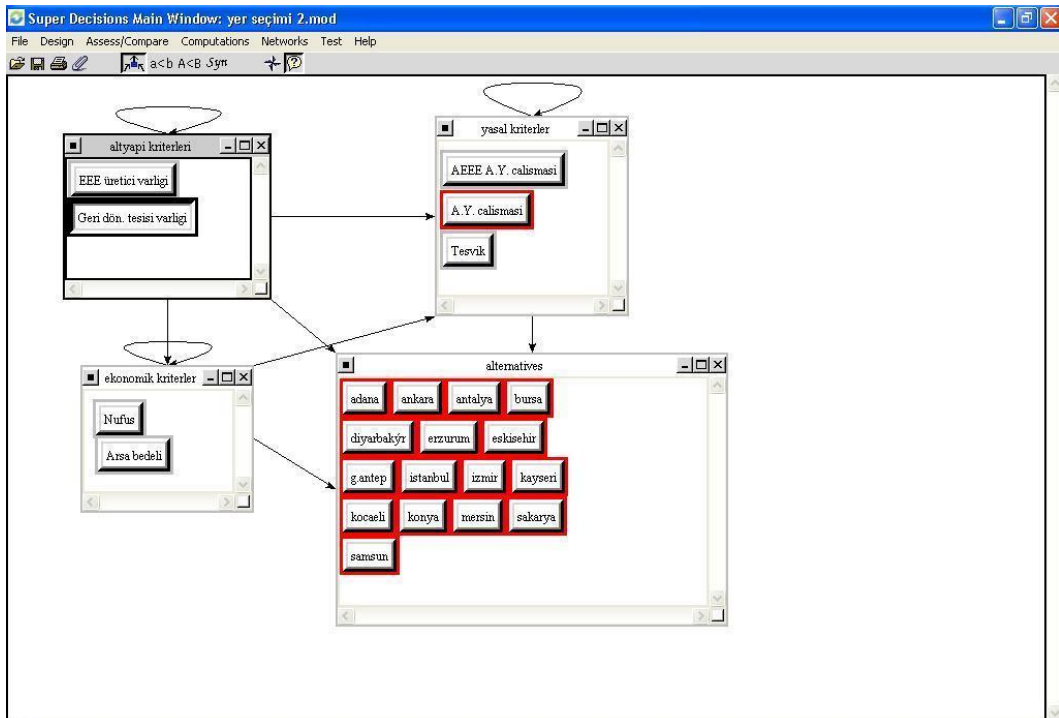 Super Decisions Main Window: yer seçimi 2.mod
File Design Assess/Compare Computations Networks Test Help
a<b A<B Syn
altyapi kriterleri
EEE üretici varligi
Geri dön. tesisi varligi
yasal kriterler
AEEE A.Y. calismasi
A.Y. calismasi
Tesvik
ekonomik kriterler
Nufus
Arsa bedeli
alternatives
adana ankara antalya bursa
diyarbakýr erzurum eskisehir
g.antep istanbul izmir kayseri
kocaeli konya mersin sakarya
samsun